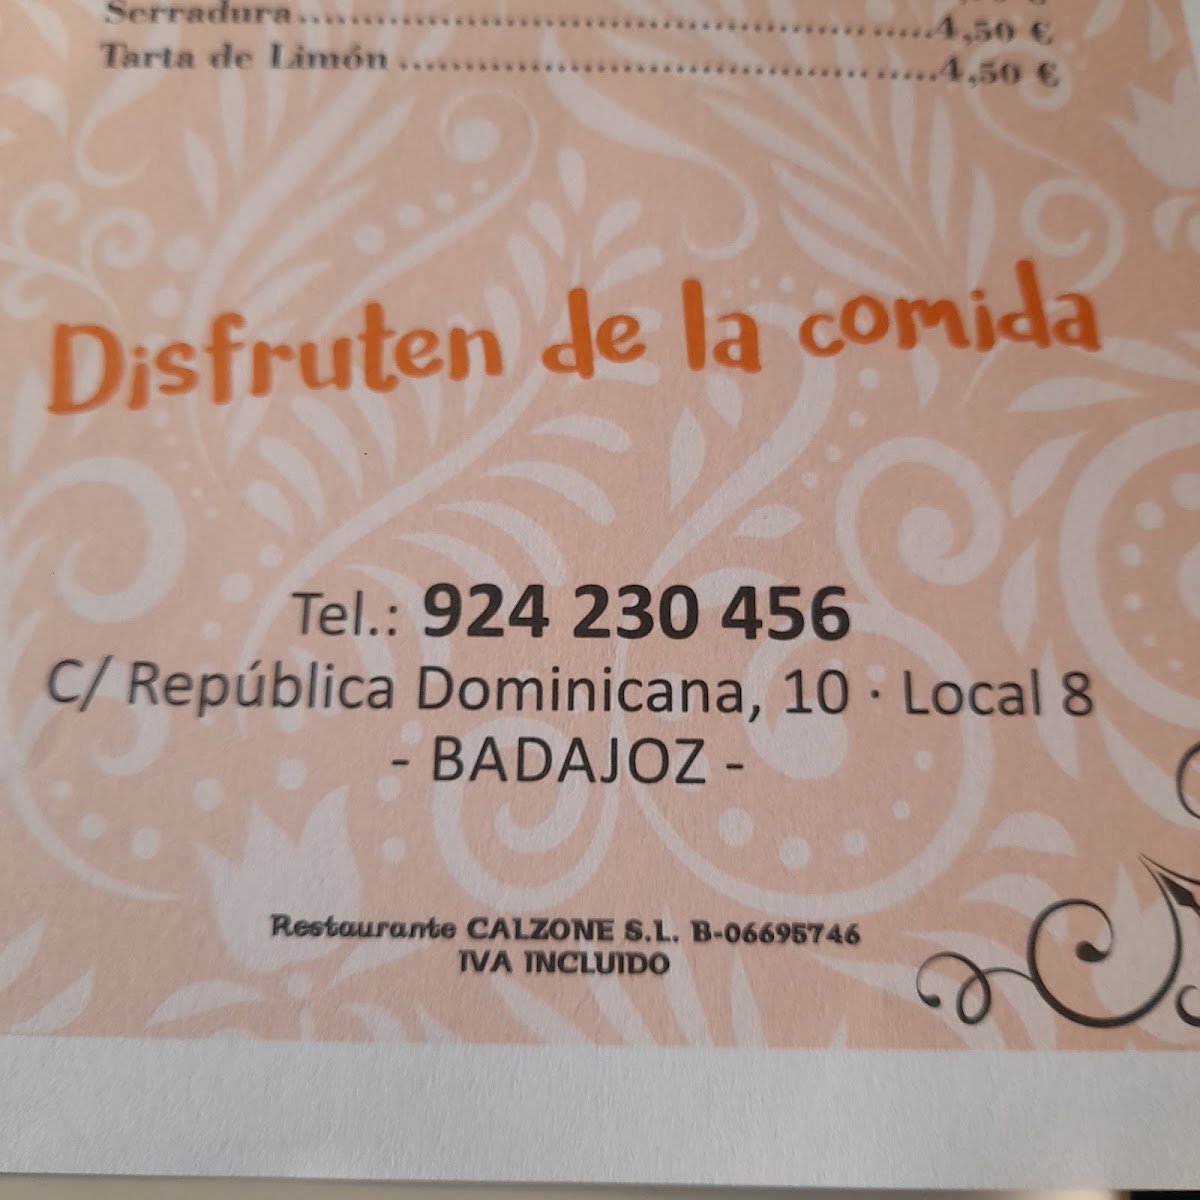 Serradura....................................................4,50 €
Tarta de Limón ...........................................4,50 €
Disfruten de la comida
Tel.: 924 230 456
C/ República Dominicana, 10 · Local 8
- BADAJOZ -
Restaurante CALZONE S.L. B-06695746
IVA INCLUIDO